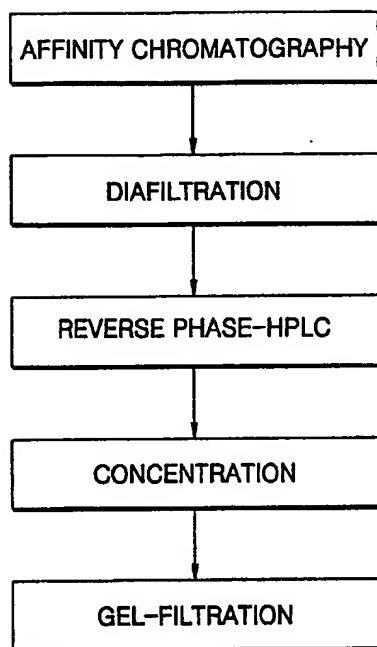 AFFINITY CHROMATOGRAPHY
DIAFILTRATION
REVERSE PHASE-HPLC
CONCENTRATION
GEL-FILTRATION